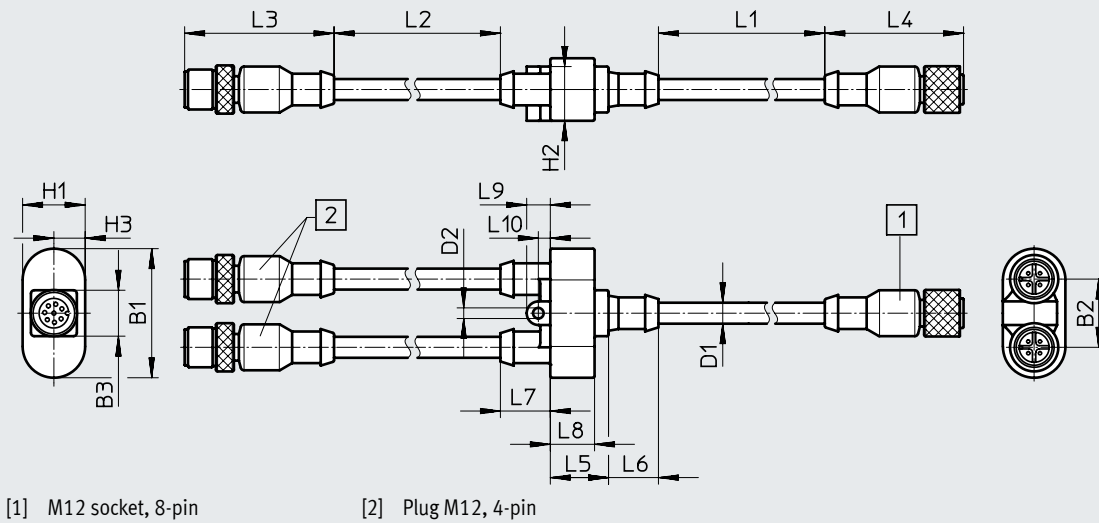 L3
L2
L1
L4
H2
H1
H3
L9
L10
D2
2
1
B1
B3
B2
D1
L7
L8
L5
L6
[1] M12 socket, 8-pin
[2] Plug M12, 4-pin